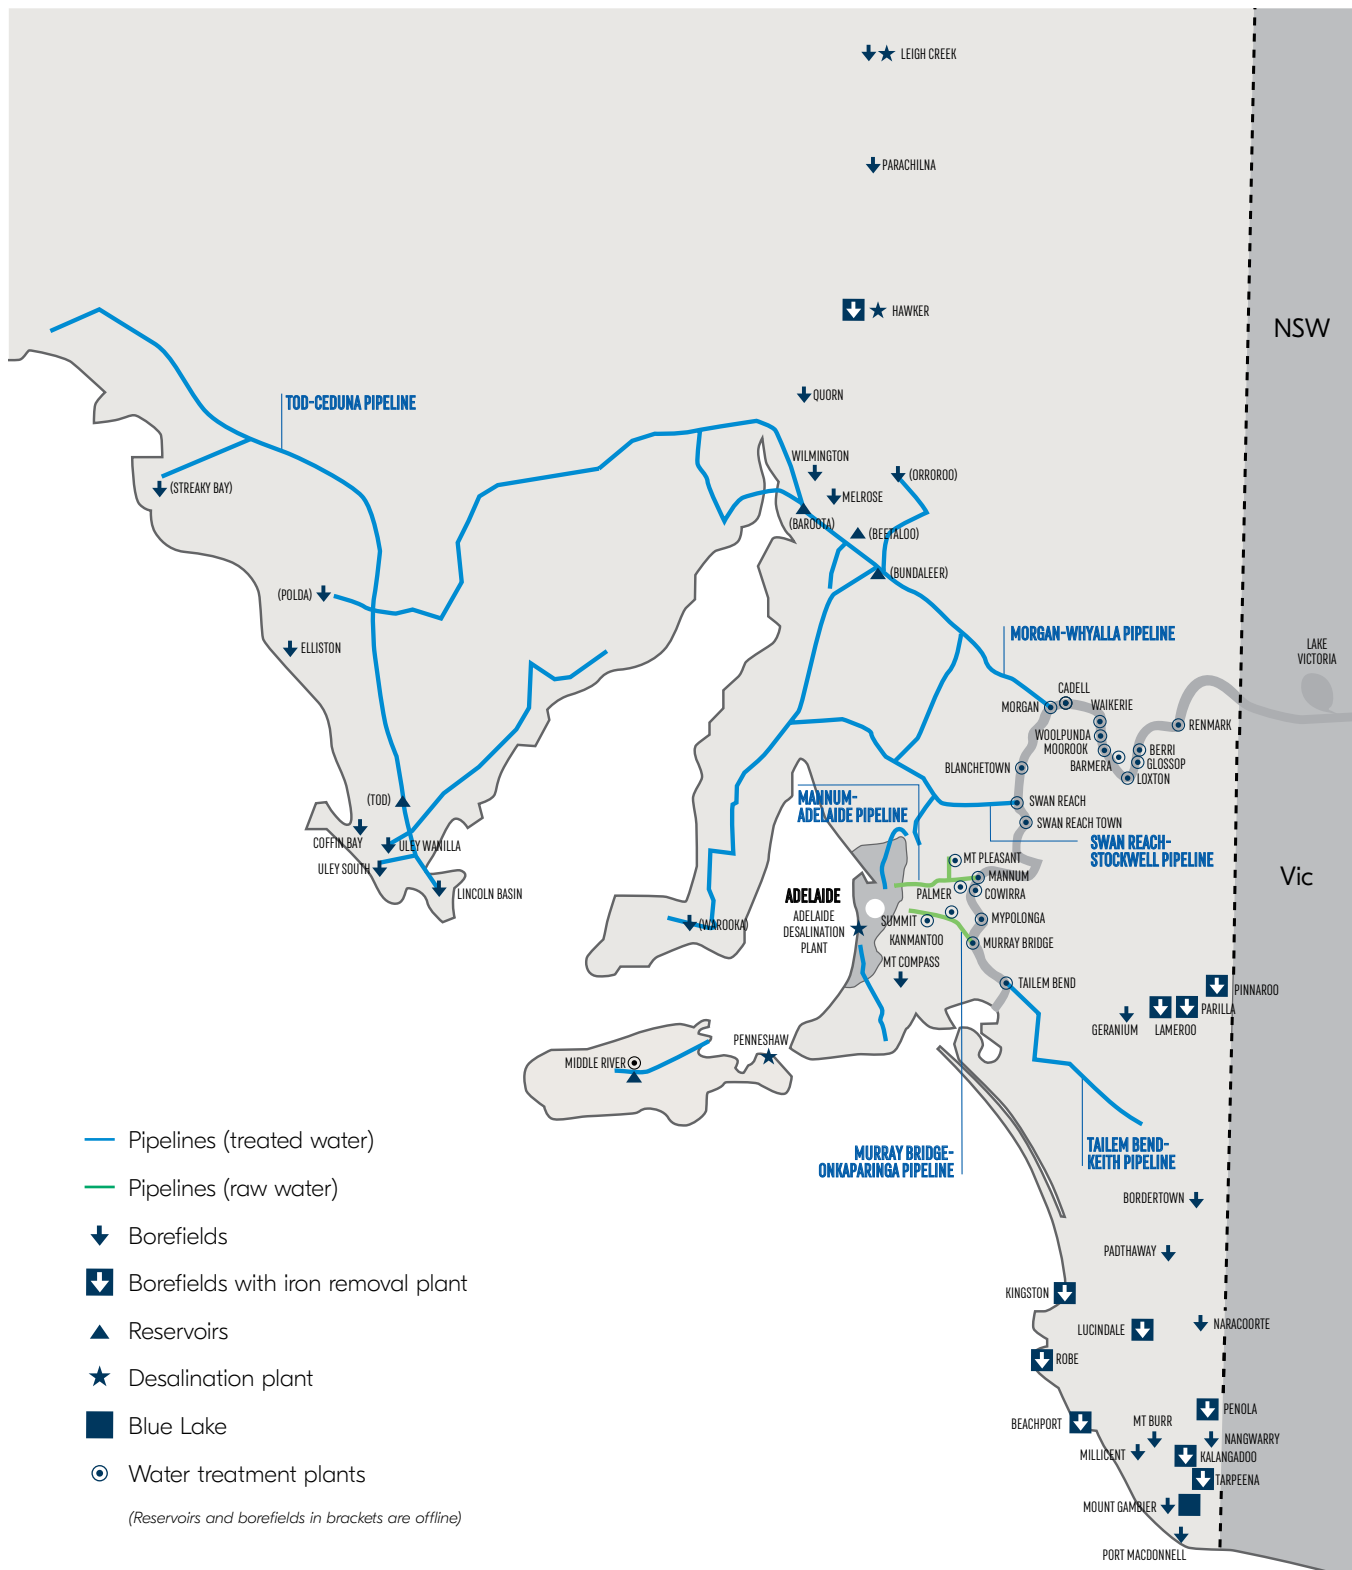 LEIGH CREEK
PARACHILNA
HAWKER
NSW
QUORN
TOD-CEDUNA PIPELINE
WILMINGTON
(ORROROO)
(STREAKY BAY)
MELROSE
(BAROOTA)
(BEETALOO)
(BUNDALEER)
(POLDA)
ELLISTON
MORGAN-WHYALLA PIPELINE
LAKE
VICTORIA
CADELL
MORGAN
WAIKERIE
RENMARK
WOOLPUNDA
MOOROOK
BERRI
BARMERA
GLOSSOP
BLANCHETOWN
LOXTON
(TOD)
MANNUM-
ADELAIDE PIPELINE
SWAN REACH
SWAN REACH TOWN
COFFIN BAY
ULEY WANILLA
SWAN REACH-
STOCKWELL PIPELINE
ULEY SOUTH
MT PLEASANT
MANNUM
Vic
LINCOLN BASIN
ADELAIDE
PALMER
COWIRRA
ADELAIDE
DESALINATION
PLANT
SUMMIT
MYPOLONGA
(WAROOKA)
KANMANTOO
MURRAY BRIDGE
MT COMPASS
TAILEM BEND
PINNAROO
PARILLA
GERANIUM
LAMEROO
PENNESHAW
MIDDLE RIVER
MURRAY BRIDGE-
ONKAPARINGA PIPELINE
TAILEM BEND-
KEITH PIPELINE
Pipelines (treated water)
Pipelines (raw water)
Borefields
Borefields with iron removal plant
Reservoirs
Desalination plant
Blue Lake
Water treatment plants
(Reservoirs and borefields in brackets are offline)
BORDERTOWN
PADTHAWAY
KINGSTON
LUCINDALE
NARACOORTE
ROBE
PENOLA
BEACHPORT
MT BURR
NANGWARRY
MILLICENT
KALANGADOO
TARPEENA
MOUNT GAMBIER
PORT MACDONNELL